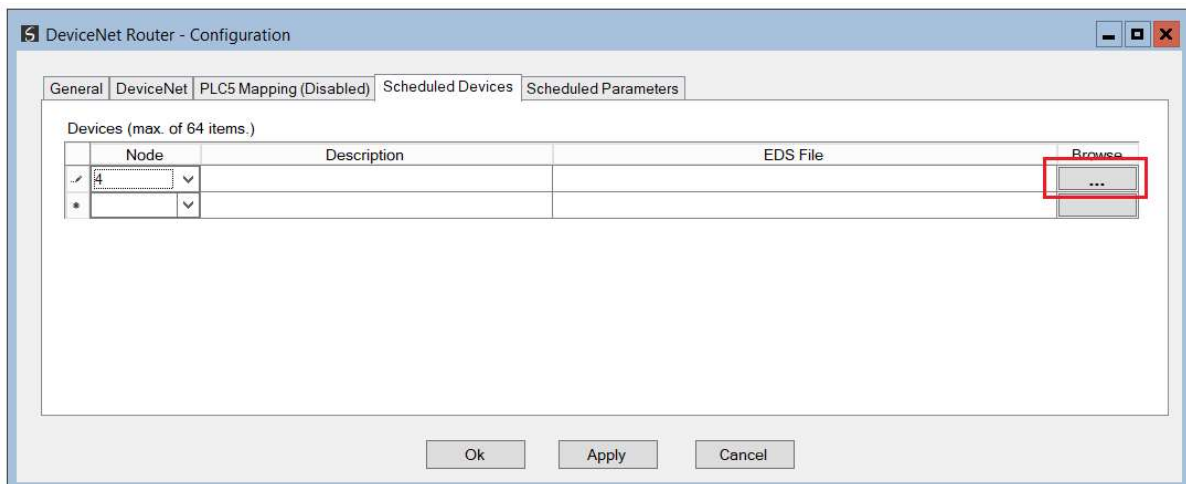 DeviceNet Router - Configuration
General DeviceNet PLC5 Mapping (Disabled) Scheduled Devices Scheduled Parameters
Devices (max. of 64 items.)
Node Description EDS File Browse
4 ...
Ok Apply Cancel